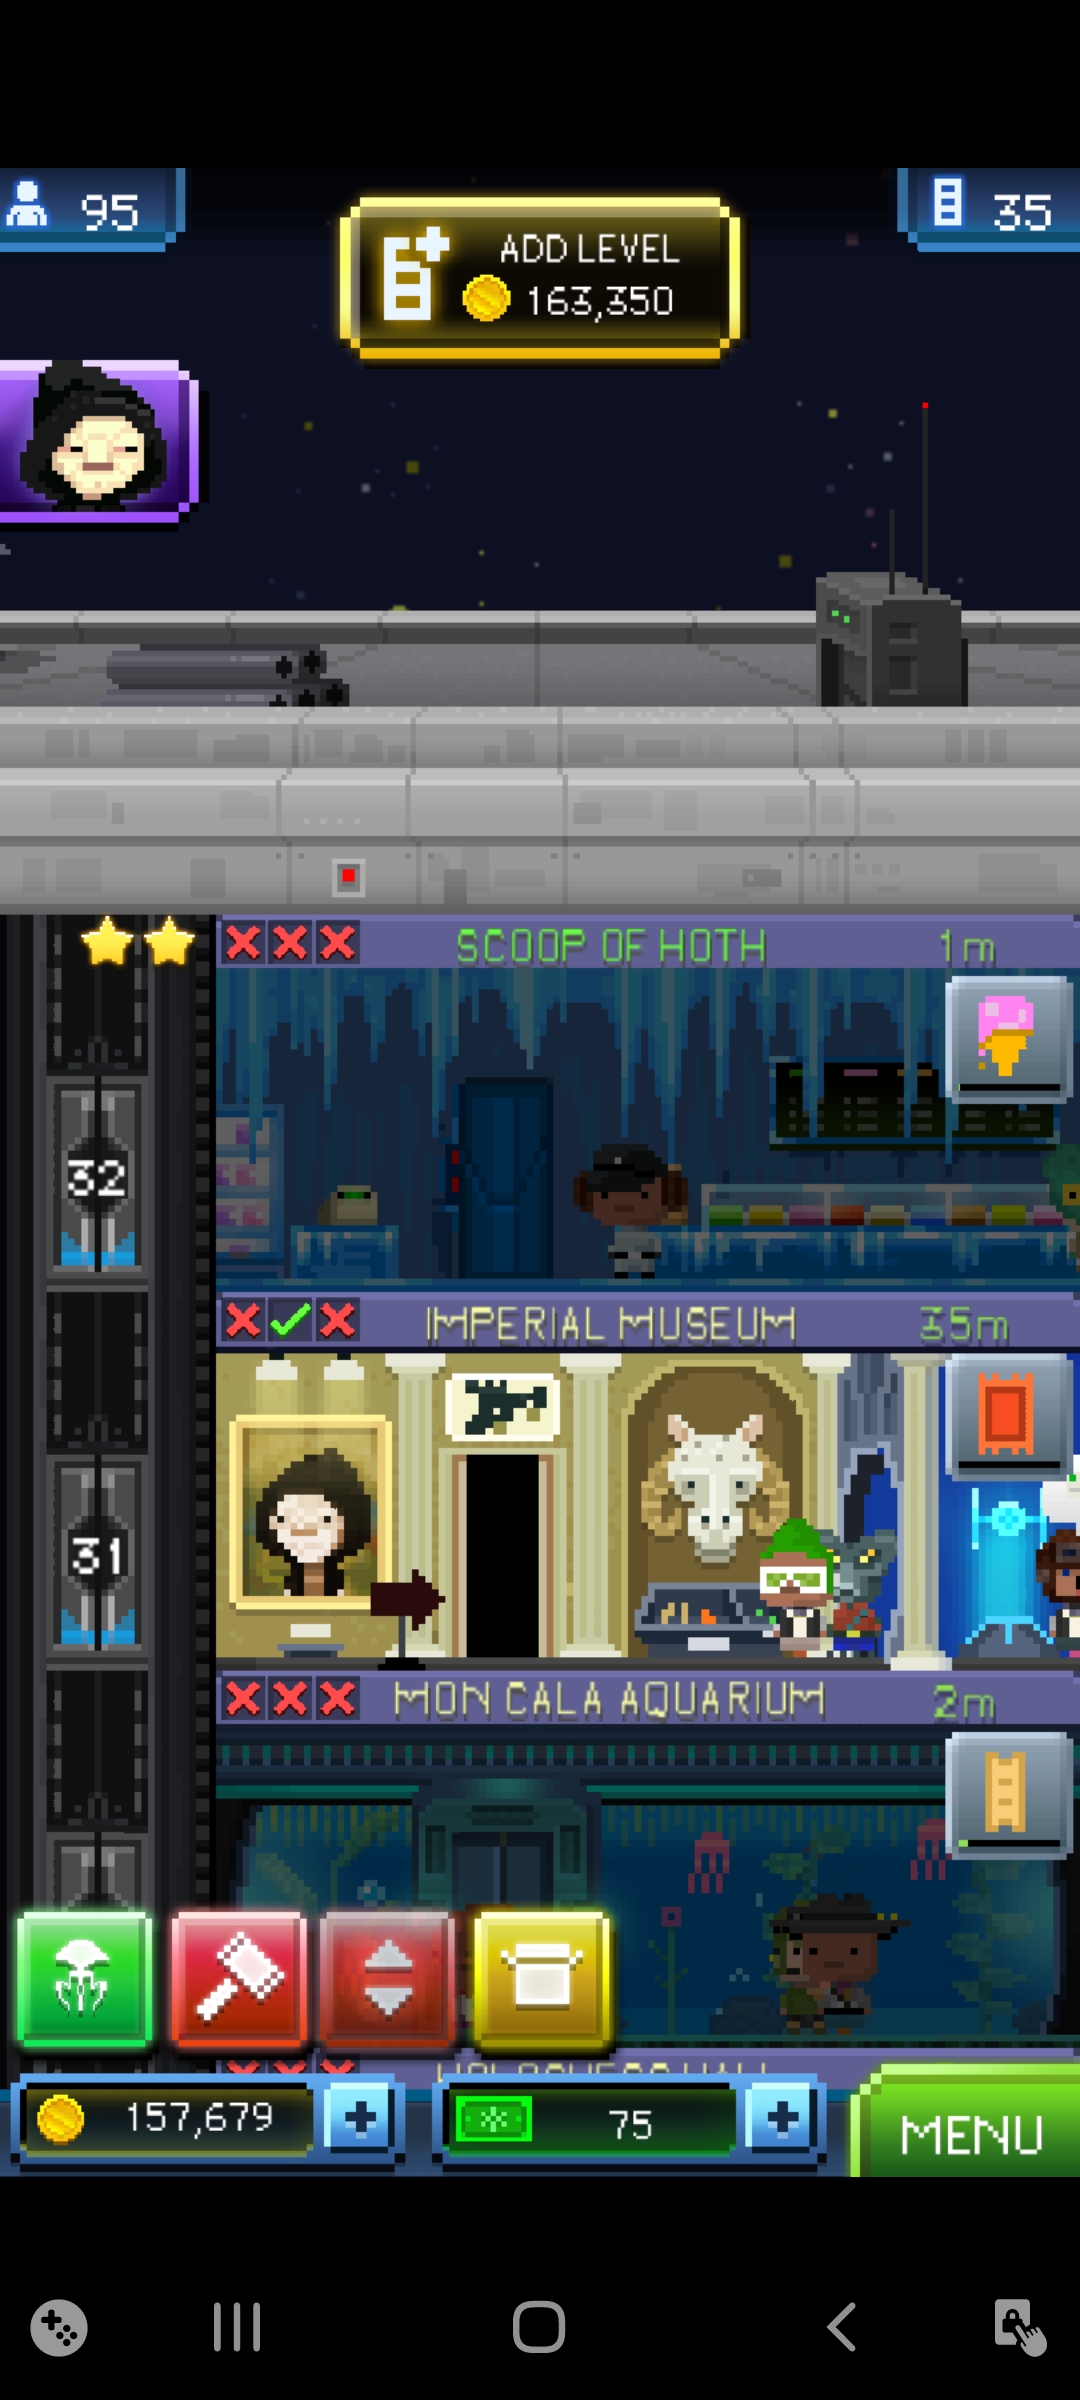 95
ADD LEVEL
163,350
35
SCOOP OF HOTH 1m
32
IMPERIAL MUSEUM 35m
31
MON CALA AQUARIUM 2m
157,679
75
MENU